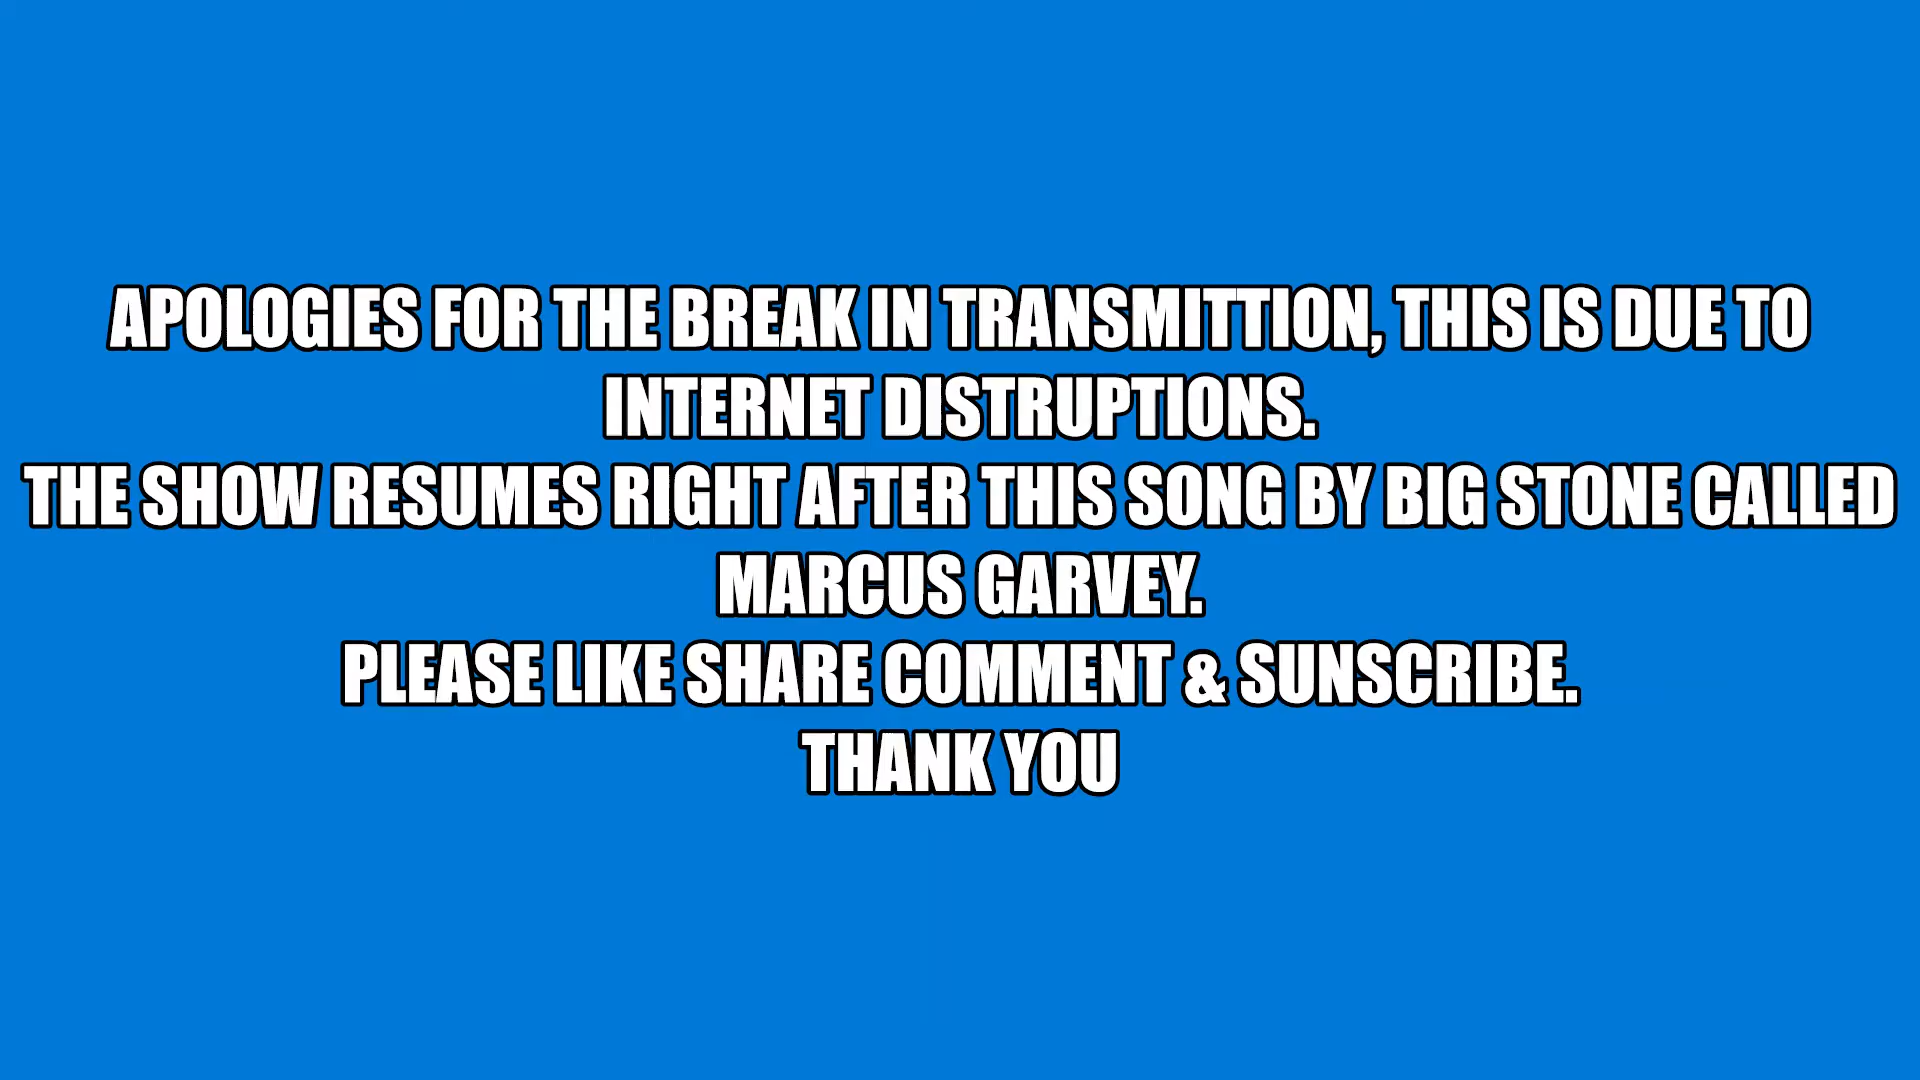 APOLOGIES FOR THE BREAK IN TRANSMITTION, THIS IS DUE TO
INTERNET DISTRUPTIONS.
THE SHOW RESUMES RIGHT AFTER THIS SONG BY BIG STONE CALLED
MARCUS GARVEY.
PLEASE LIKE SHARE COMMENT & SUNSCRIBE.
THANK YOU